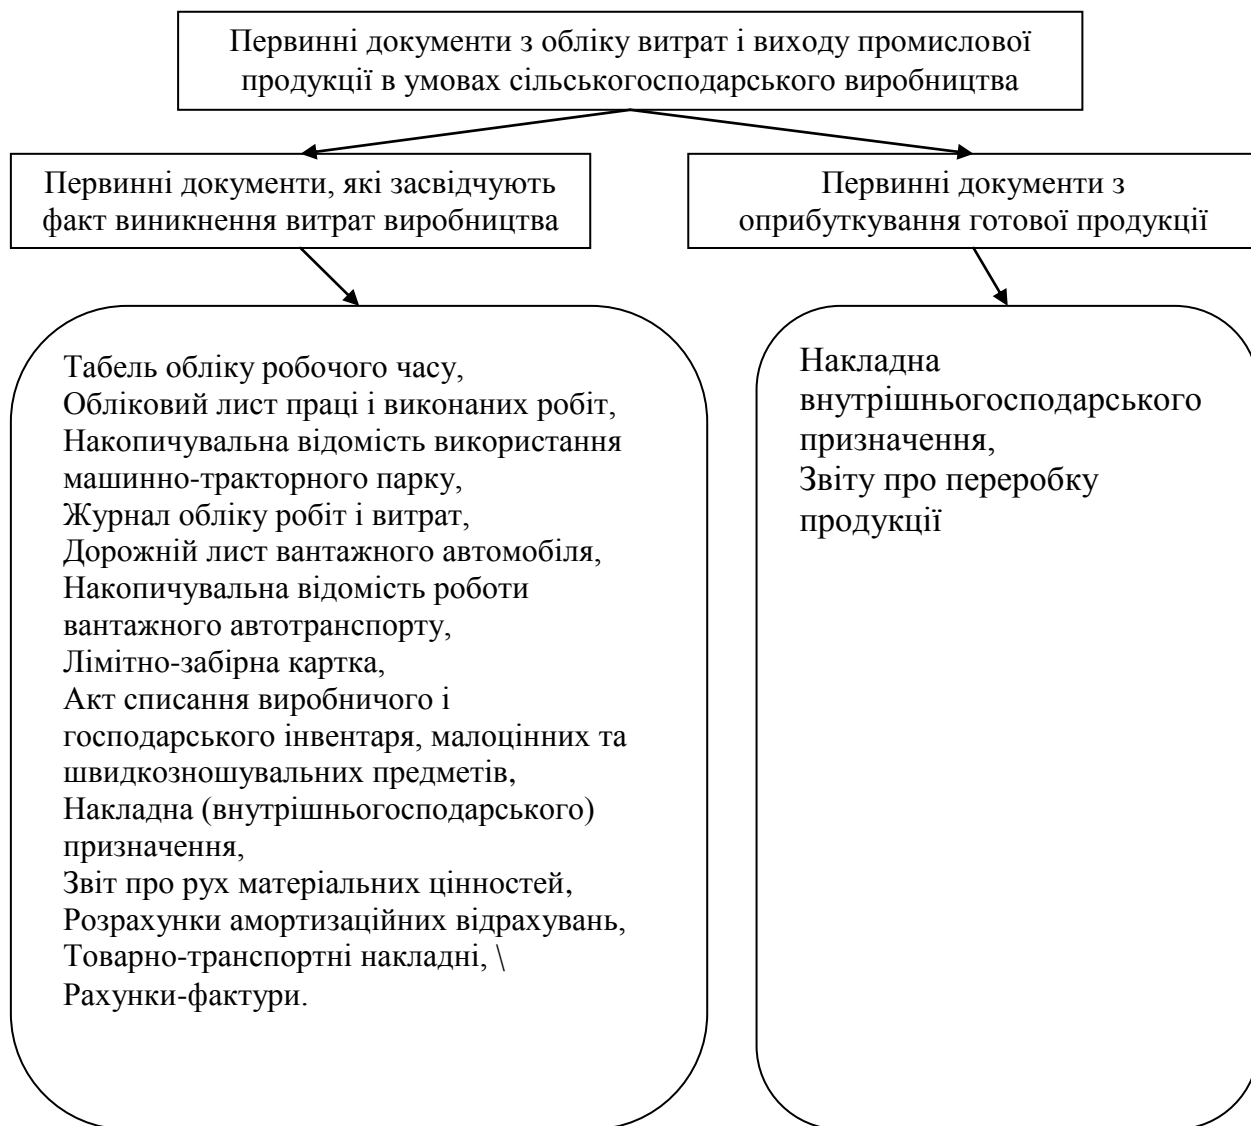 Первинні документи з обліку витрат і виходу промислової
продукції в умовах сільськогосподарського виробництва
Первинні документи, які засвідчують
факт виникнення витрат виробництва
Первинні документи з
оприбуткування готової продукції
Табель обліку робочого часу,
Обліковий лист праці і виконаних робіт,
Накопичувальна відомість використання
машинно-тракторного парку,
Журнал обліку робіт і витрат,
Дорожній лист вантажного автомобіля,
Накопичувальна відомість роботи
вантажного автотранспорту,
Лімітно-забірна картка,
Акт списання виробничого і
господарського інвентаря, малоцінних та
швидкозношувальних предметів,
Накладна (внутрішньогосподарського)
призначення,
Звіт про рух матеріальних цінностей,
Розрахунки амортизаційних відрахувань,
Товарно-транспортні накладні, \
Рахунки-фактури.
Накладна
внутрішньогосподарського
призначення,
Звіту про переробку
продукції